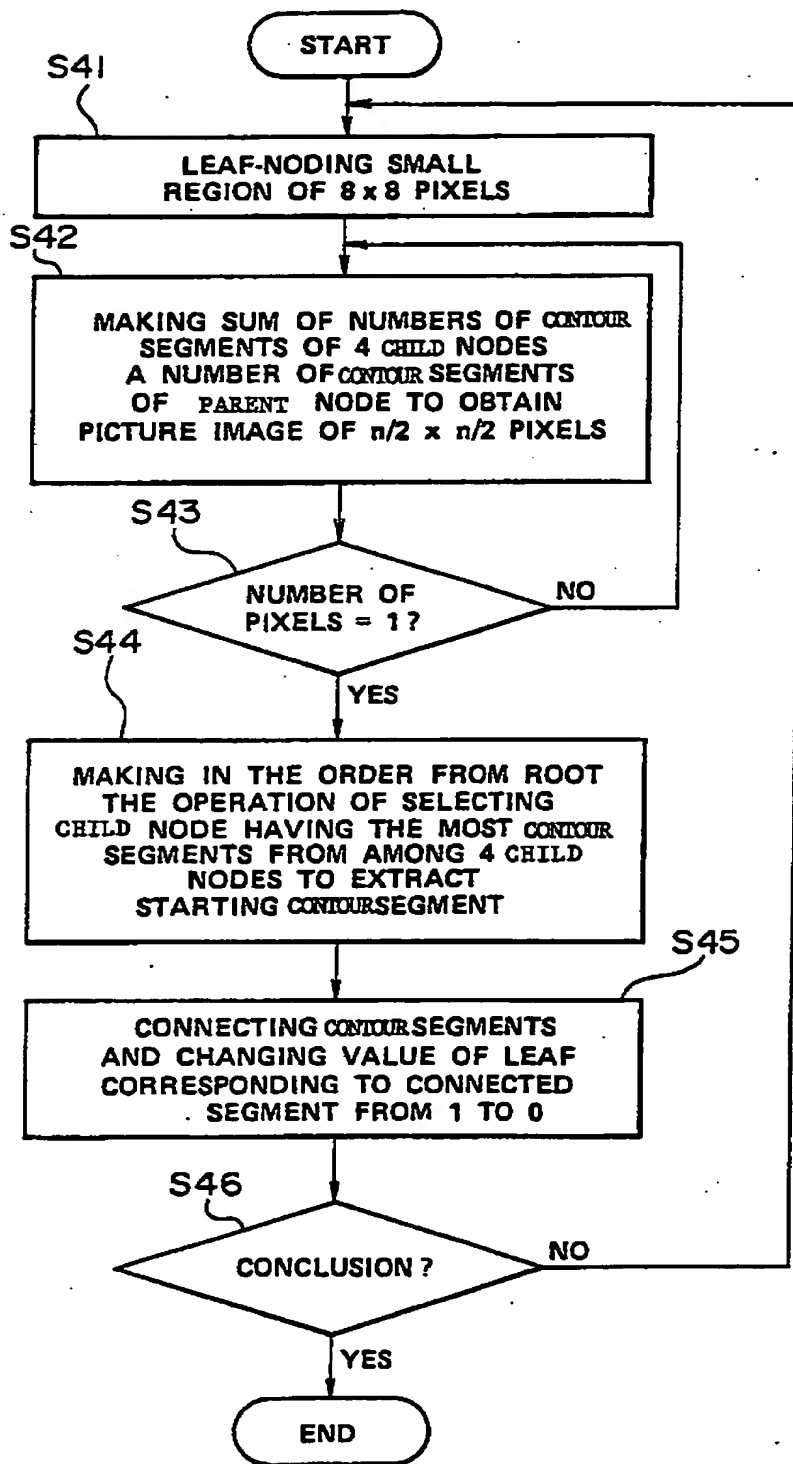 START
S41
LEAF-NODING SMALL
REGION OF 8 x 8 PIXELS
S42
MAKING SUM OF NUMBERS OF CONTOUR
SEGMENTS OF 4 CHILD NODES
A NUMBER OF CONTOUR SEGMENTS
OF PARENT NODE TO OBTAIN
PICTURE IMAGE OF n/2 x n/2 PIXELS
S43
NUMBER OF
PIXELS = 1?
NO
YES
S44
MAKING IN THE ORDER FROM ROOT
THE OPERATION OF SELECTING
CHILD NODE HAVING THE MOST CONTOUR
SEGMENTS FROM AMONG 4 CHILD
NODES TO EXTRACT
STARTING CONTOUR SEGMENT
S45
CONNECTING CONTOUR SEGMENTS
AND CHANGING VALUE OF LEAF
CORRESPONDING TO CONNECTED
SEGMENT FROM 1 TO 0
S46
CONCLUSION?
NO
YES
END